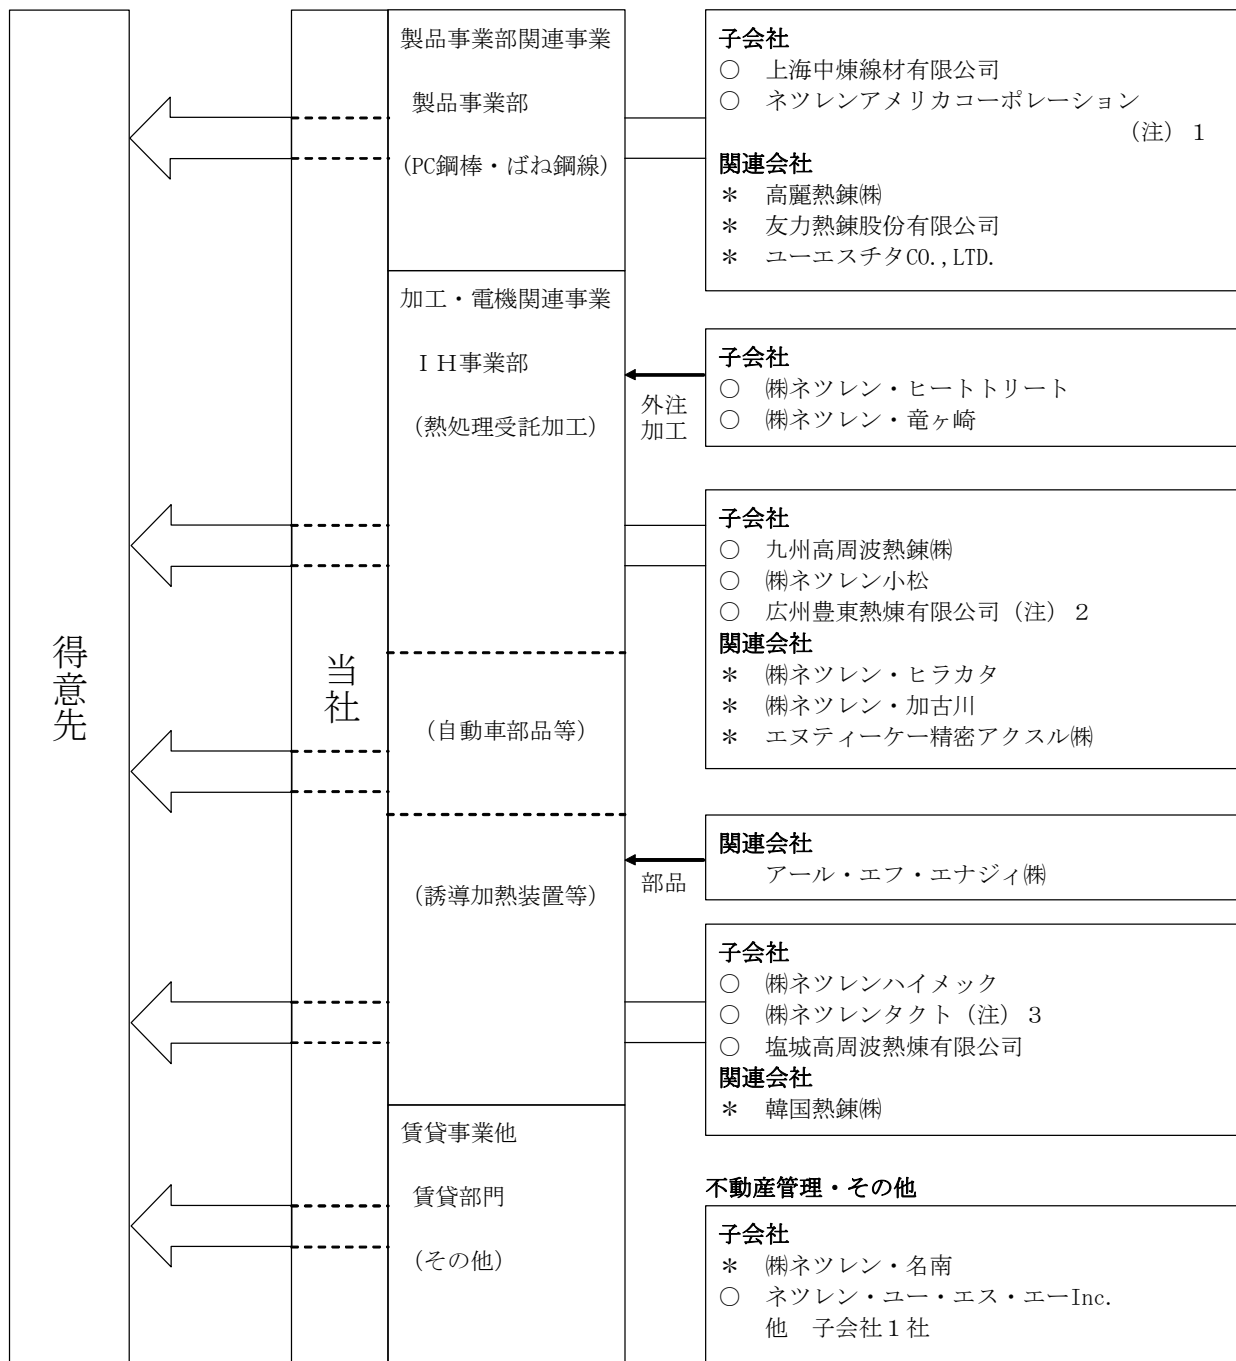 得意先
当社
製品事業部関連事業
製品事業部
(PC鋼棒・ばね鋼線)
子会社
○　上海中煉線材有限公司
○　ネツレンアメリカコーポレーション
（注）１
関連会社
＊　高麗熱錬㈱
＊　友力熱錬股份有限公司
＊　ユーエスチタCO.,LTD.
加工・電機関連事業
ＩＨ事業部
(熱処理受託加工)
外注
加工
子会社
○　㈱ネツレン・ヒートトリート
○　㈱ネツレン・竜ヶ崎
子会社
○　九州高周波熱錬㈱
○　㈱ネツレン小松
○　広州豊東熱煉有限公司（注）２
関連会社
＊　㈱ネツレン・ヒラカタ
＊　㈱ネツレン・加古川
＊　エヌティーケー精密アクスル㈱
(自動車部品等)
(誘導加熱装置等)
部品
関連会社
アール・エフ・エナジィ㈱
子会社
○　㈱ネツレンハイメック
○　㈱ネツレンタクト（注）３
○　塩城高周波熱煉有限公司
関連会社
＊　韓国熱錬㈱
賃貸事業他
賃貸部門
(その他)
不動産管理・その他
子会社
＊　㈱ネツレン・名南
○　ネツレン・ユー・エス・エーInc.
他　子会社１社